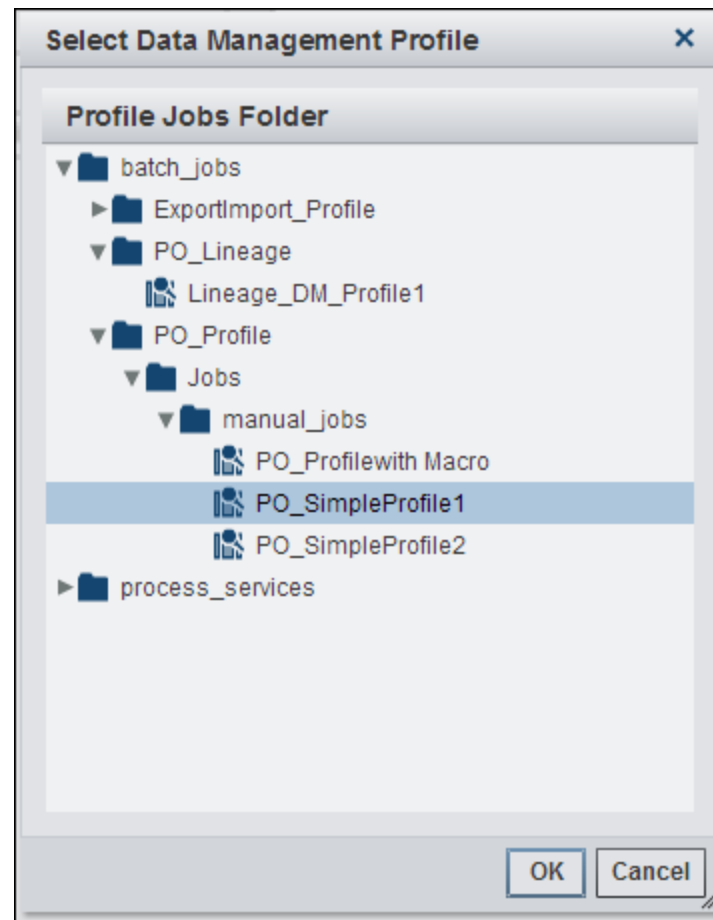 Select Data Management Profile
Profile Jobs Folder
batch_jobs
ExportImport_Profile
PO_Lineage
Lineage_DM_Profile1
PO_Profile
Jobs
manual_jobs
PO_Profilewith Macro
PO_SimpleProfile1
PO_SimpleProfile2
process_services
OK Cancel